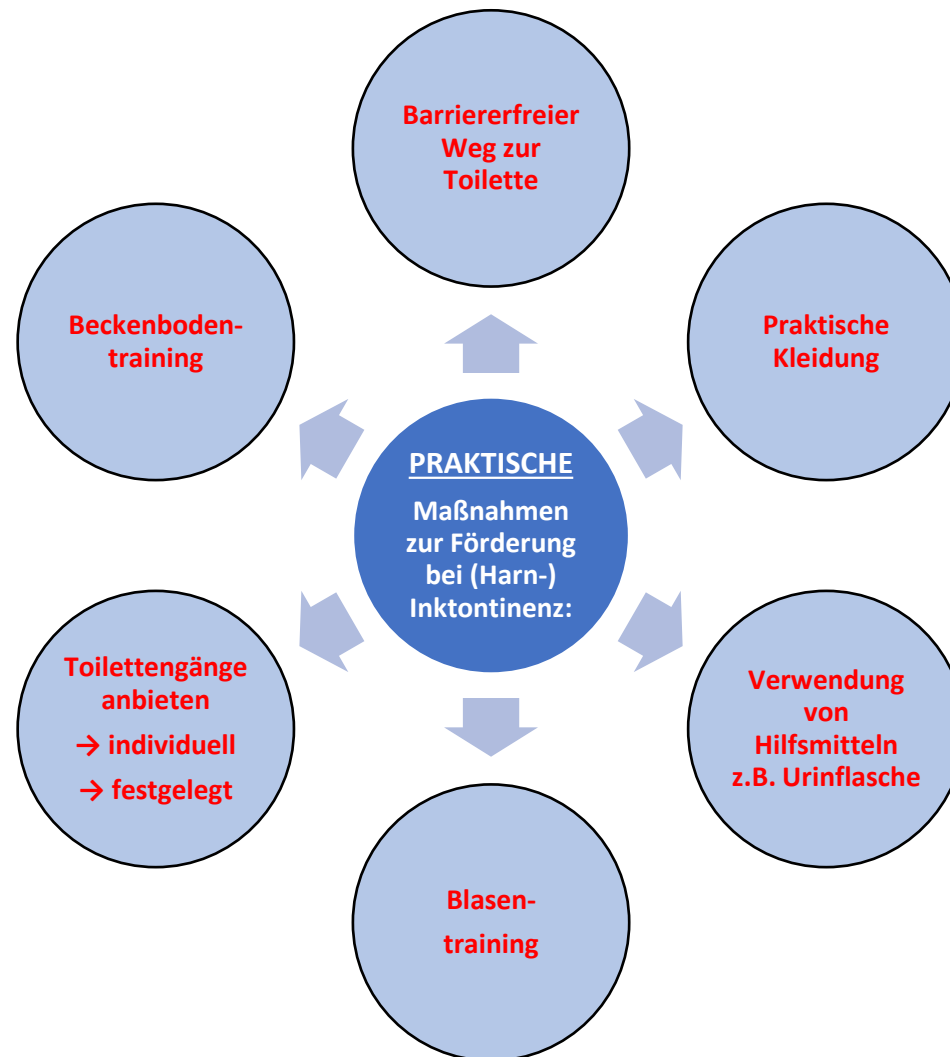 Barriererfreier
Weg zur
Toilette
Praktische
Kleidung
Verwendung
von
Hilfsmitteln
z.B. Urinflasche
Blasen-
training
Toilettengänge
anbieten
→ individuell
→ festgelegt
Beckenboden-
training
PRAKTISCHE
Maßnahmen
zur Förderung
bei (Harn-)
Inktontinenz: